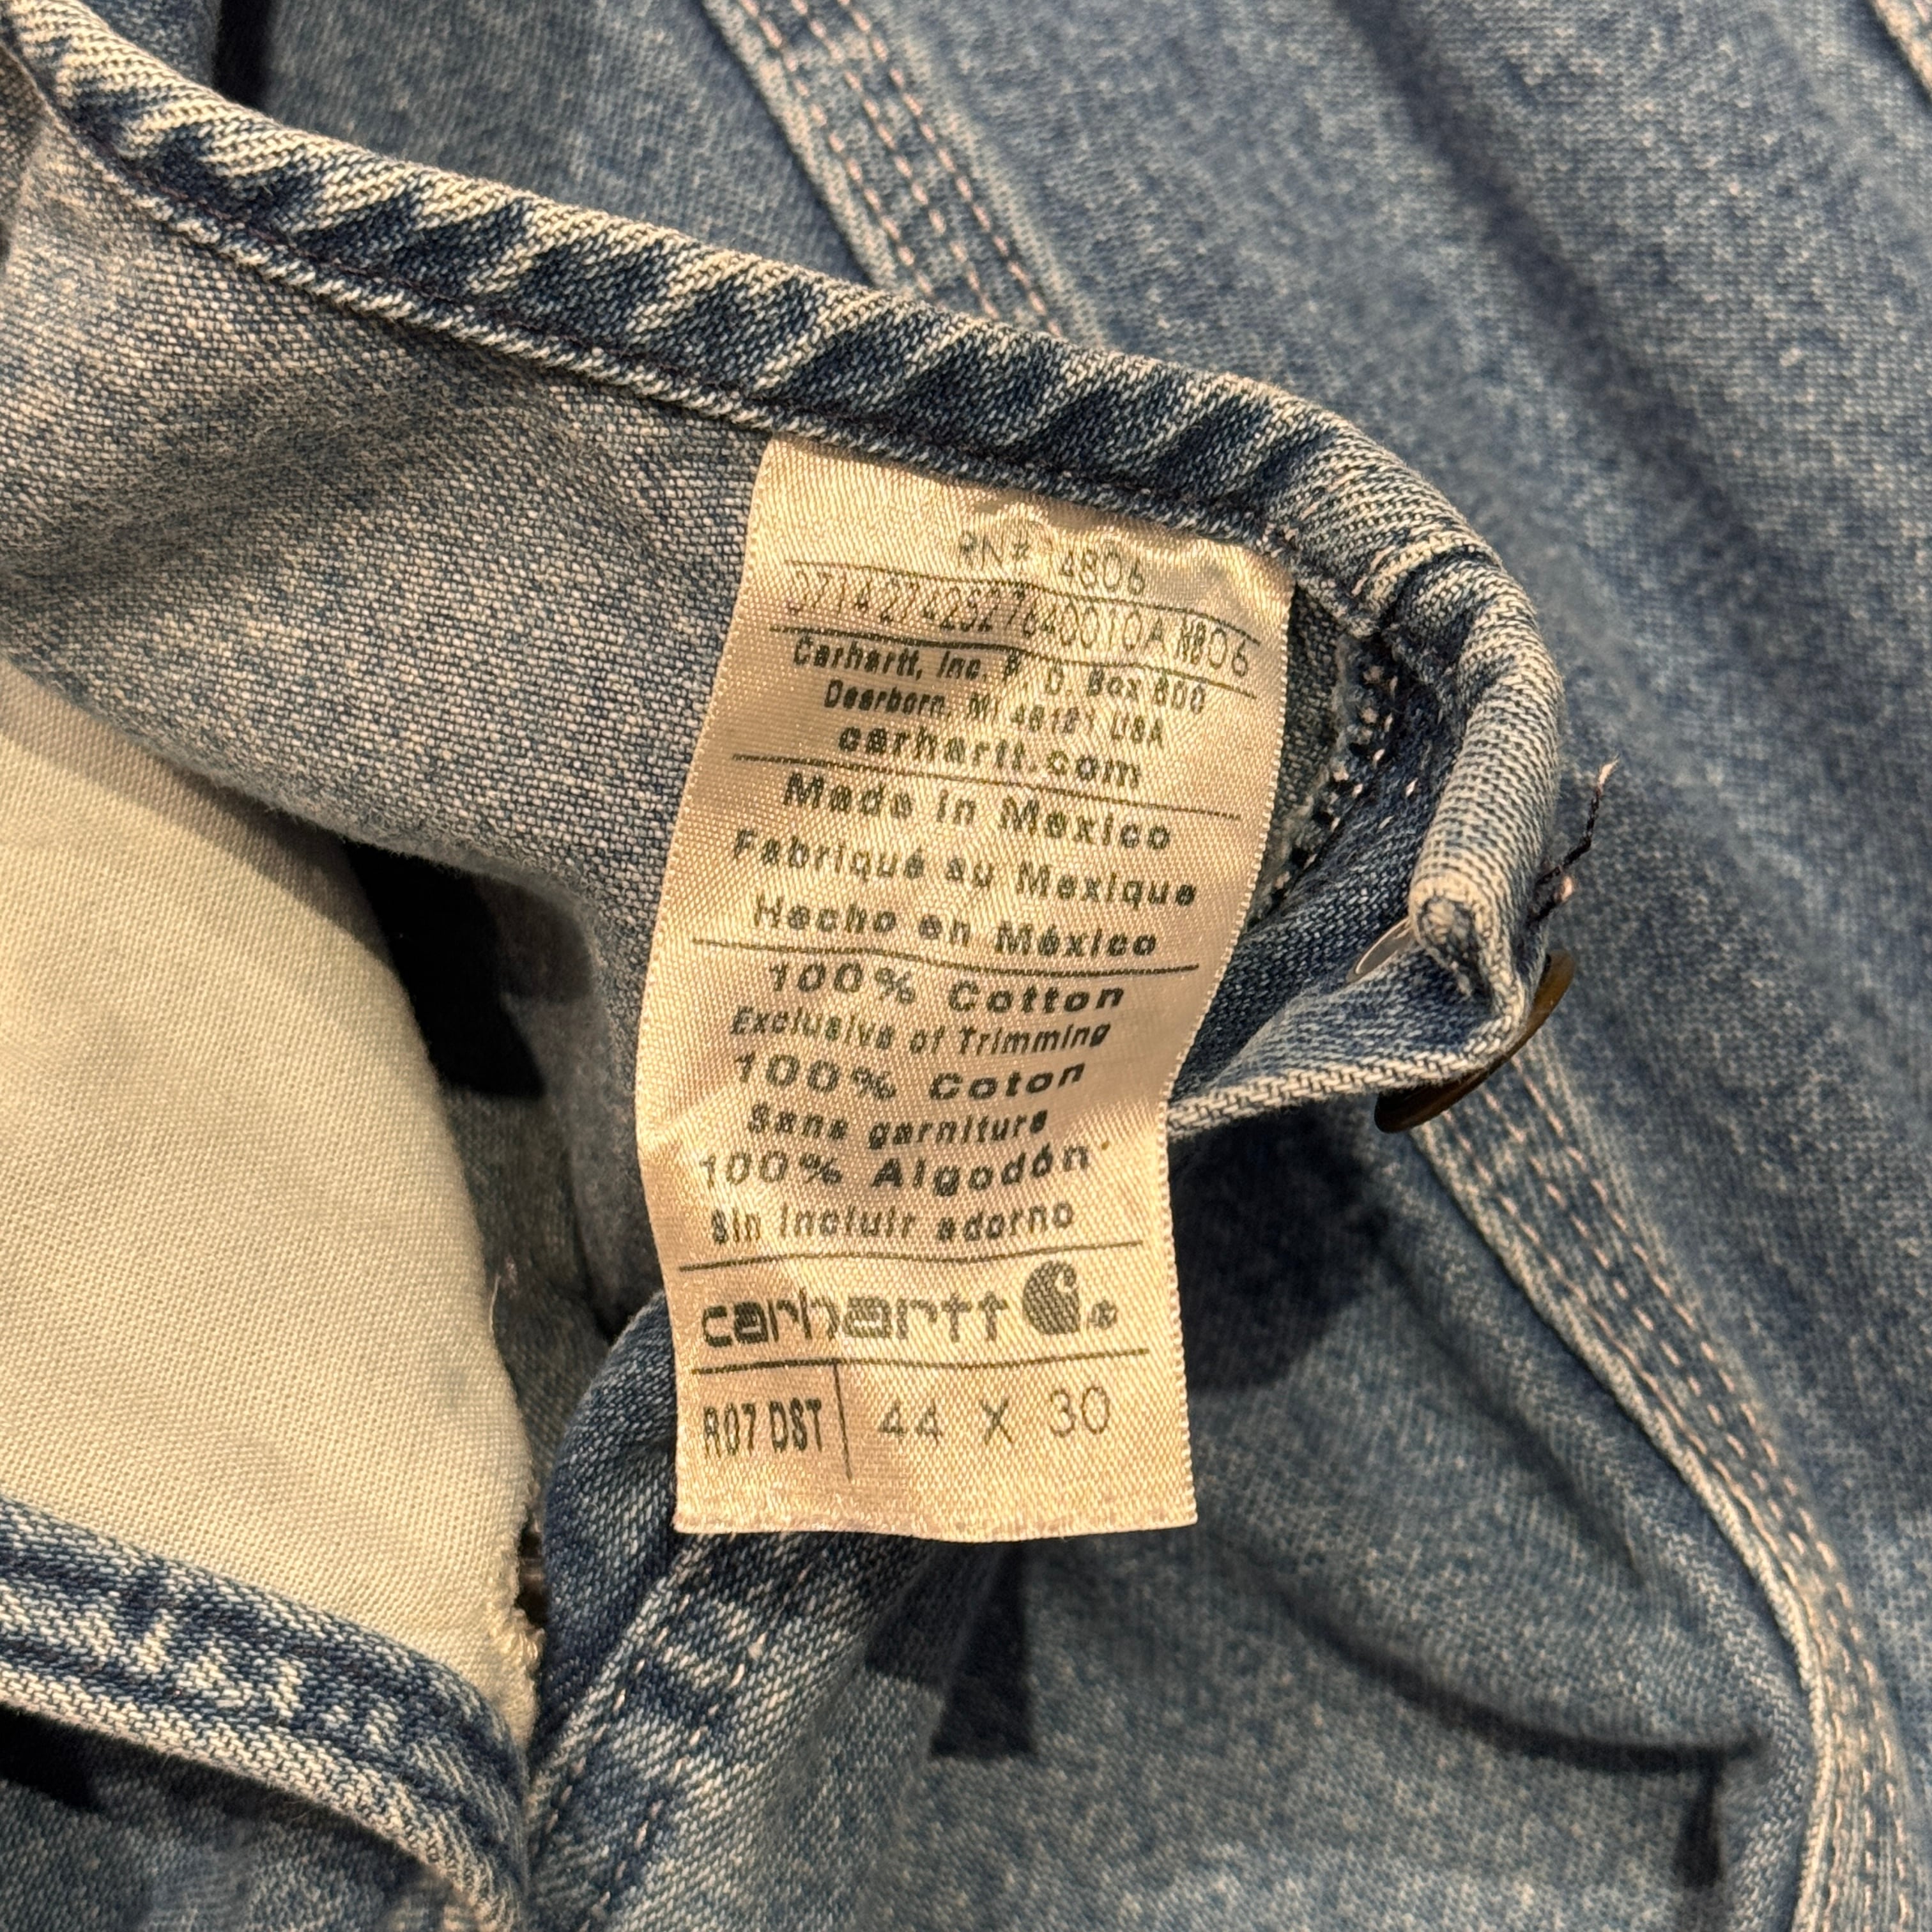 RN# 14806
Carhartt, Inc. P. O. Box 600
Dearborn, MI 48121 USA
carhartt.com
Made in Mexico
Fabriqué au Mexique
Hecho en México
100% Cotton
Exclusive of Trimming
100% Coton
Sans garniture
100% Algodón
Sin incluir adorno
carhartt
R07 DST 44 X 30